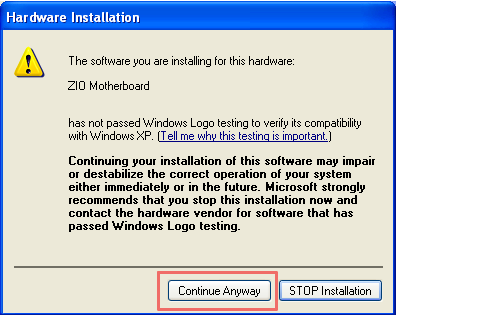 Hardware Installation
The software you are installing for this hardware:
ZIO Motherboard
has not passed Windows Logo testing to verify its compatibility
with Windows XP. (Tell me why this testing is important.)
Continuing your installation of this software may impair
or destabilize the correct operation of your system
either immediately or in the future. Microsoft strongly
recommends that you stop this installation now and
contact the hardware vendor for software that has
passed Windows Logo testing.
Continue Anyway
STOP Installation